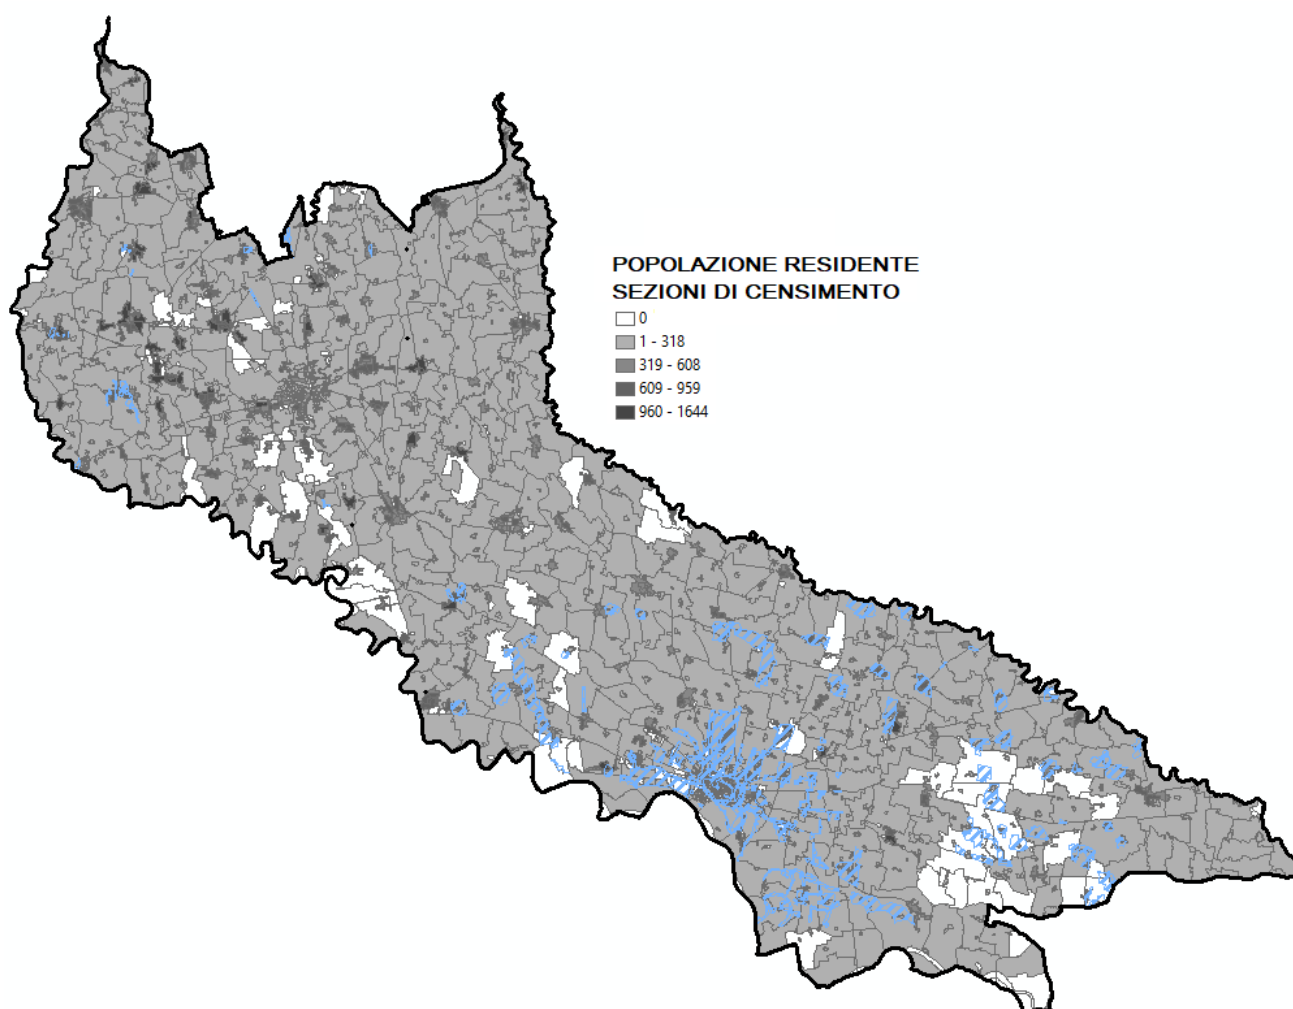 POPOLAZIONE RESIDENTE
SEZIONI DI CENSIMENTO
0
1 - 318
319 - 608
609 - 959
960 - 1644